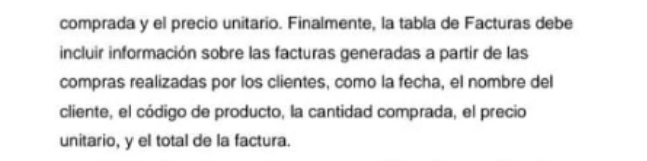 comprada y el precio unitario. Finalmente, la tabla de Facturas debe
incluir información sobre las facturas generadas a partir de las
compras realizadas por los clientes, como la fecha, el nombre del
cliente, el código de producto, la cantidad comprada, el precio
unitario, y el total de la factura.